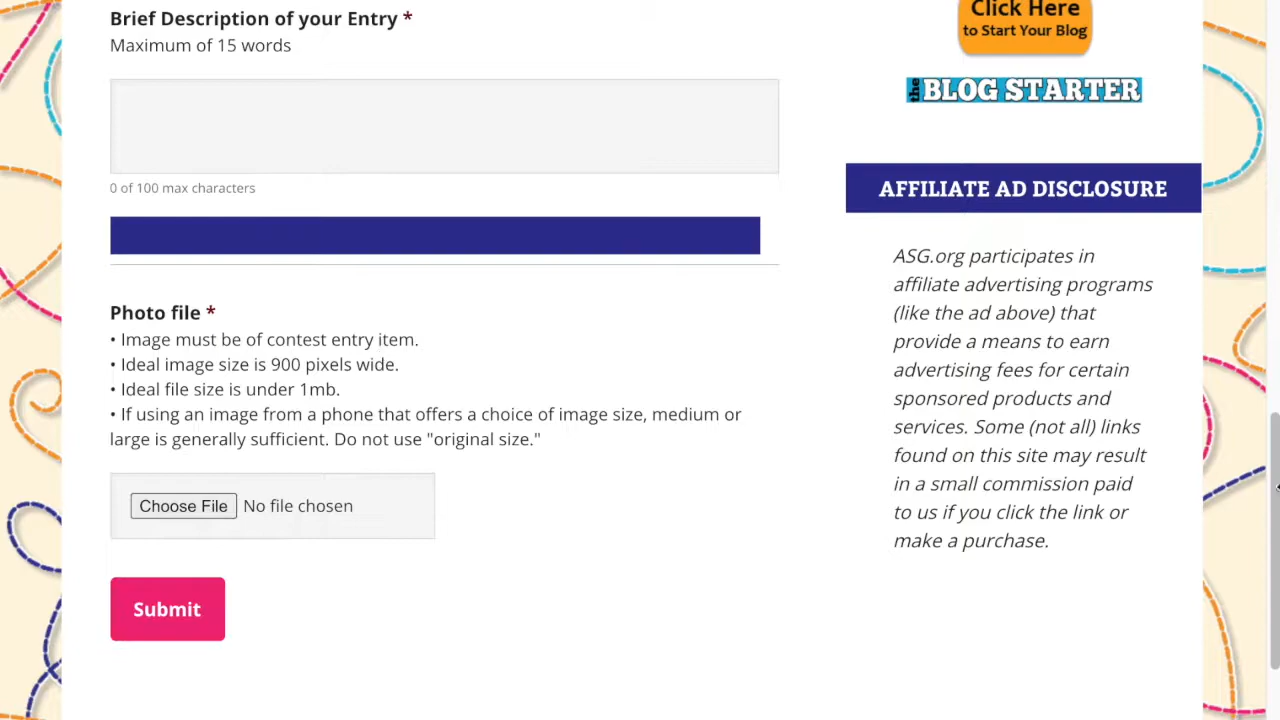 Brief Description of your Entry *
Maximum of 15 words
0 of 100 max characters
Photo file *
• Image must be of contest entry item.
• Ideal image size is 900 pixels wide.
• Ideal file size is under 1mb.
• If using an image from a phone that offers a choice of image size, medium or
large is generally sufficient. Do not use "original size."
Choose File No file chosen
Submit
Click Here
to Start Your Blog
the BLOG STARTER
AFFILIATE AD DISCLOSURE
ASG.org participates in
affiliate advertising programs
(like the ad above) that
provide a means to earn
advertising fees for certain
sponsored products and
services. Some (not all) links
found on this site may result
in a small commission paid
to us if you click the link or
make a purchase.